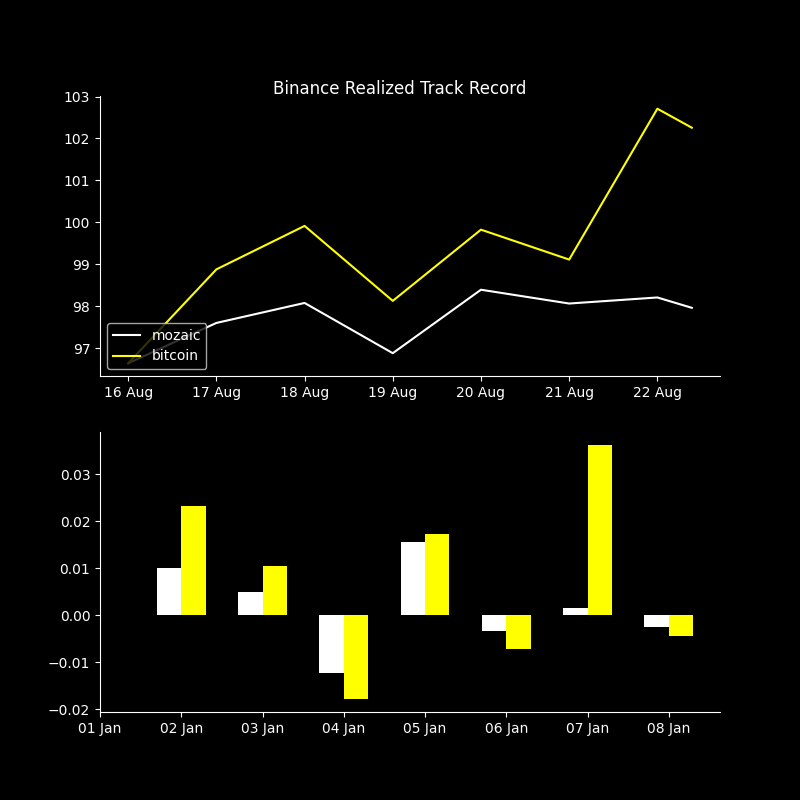 Binance Realized Track Record
103
102
101
100
99
98
97
mozaic
bitcoin
16 Aug 17 Aug 18 Aug 19 Aug 20 Aug 21 Aug 22 Aug
0.03
0.02
0.01
0.00
−0.01
−0.02
01 Jan 02 Jan 03 Jan 04 Jan 05 Jan 06 Jan 07 Jan 08 Jan